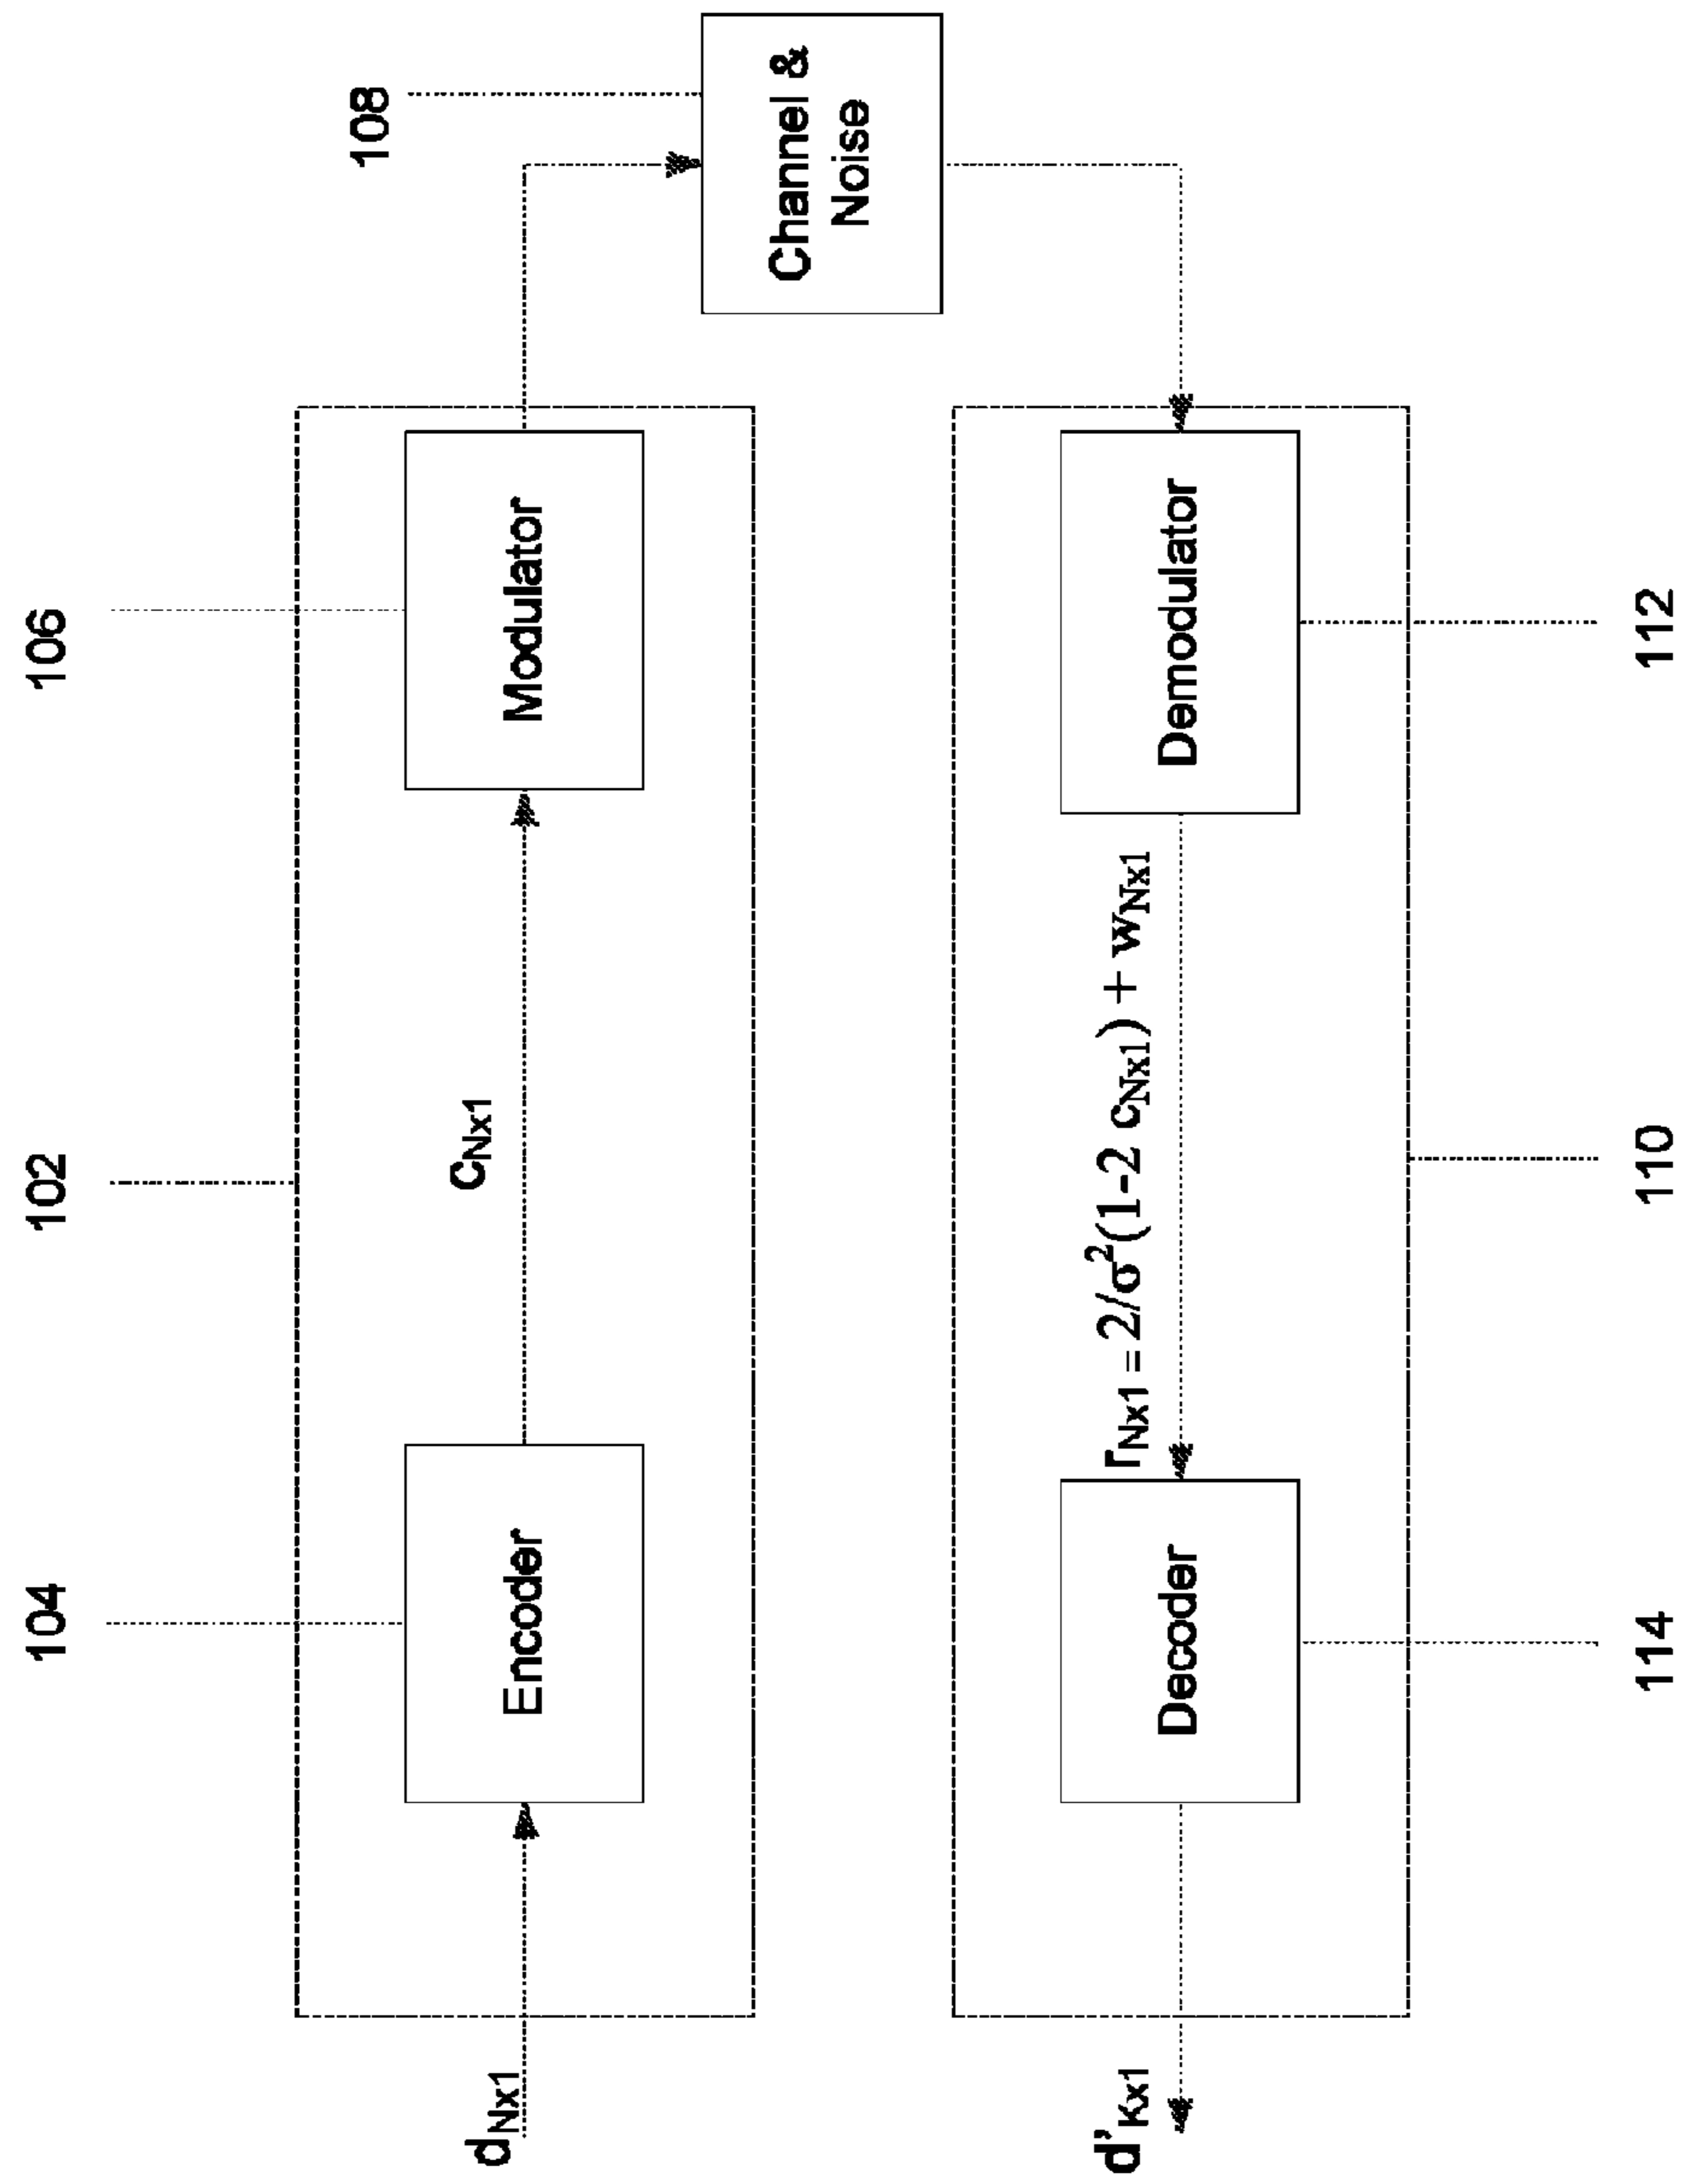 104
102
106
108
d_Nx1
Encoder
c_Nx1
Modulator
Channel &
Noise
d'_Kx1
Decoder
r_Nx1 = 2/σ²(1-2 c_Nx1) + w_Nx1
Demodulator
114
110
112